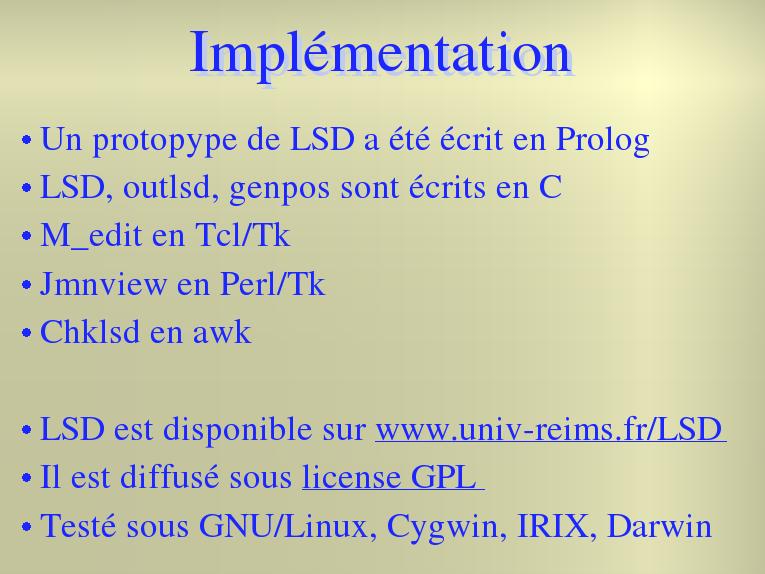 Implémentation
• Un protopype de LSD a été écrit en Prolog
• LSD, outlsd, genpos sont écrits en C
• M_edit en Tcl/Tk
• Jmnview en Perl/Tk
• Chklsd en awk
• LSD est disponible sur www.univ-reims.fr/LSD
• Il est diffusé sous license GPL
• Testé sous GNU/Linux, Cygwin, IRIX, Darwin